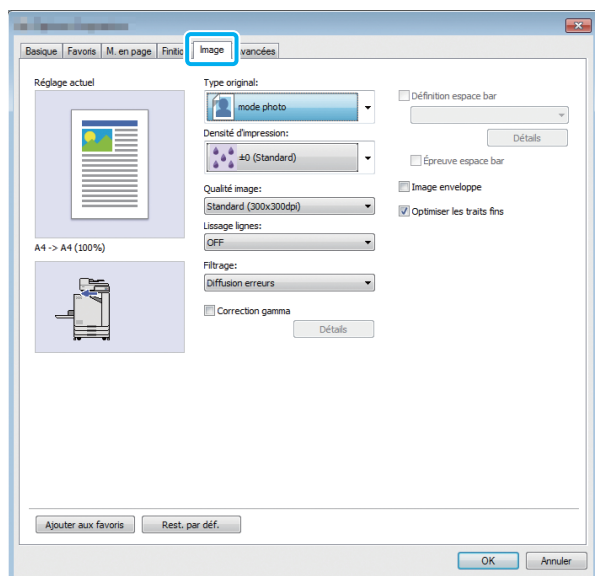 Basique Favoris M. en page Image vancées
Réglage actuel
A4 -> A4 (100%)
Type original:
mode photo
Densité d'impression:
±0 (Standard)
Qualité image:
Standard (300x300dpi)
Lissage lignes:
OFF
Filtrage:
Diffusion erreurs
Correction gamma
Détails
Définition espace bar
Détails
Épreuve espace bar
Image enveloppe
Optimiser les traits fins
Ajouter aux favoris Rest. par déf.
OK Annuler